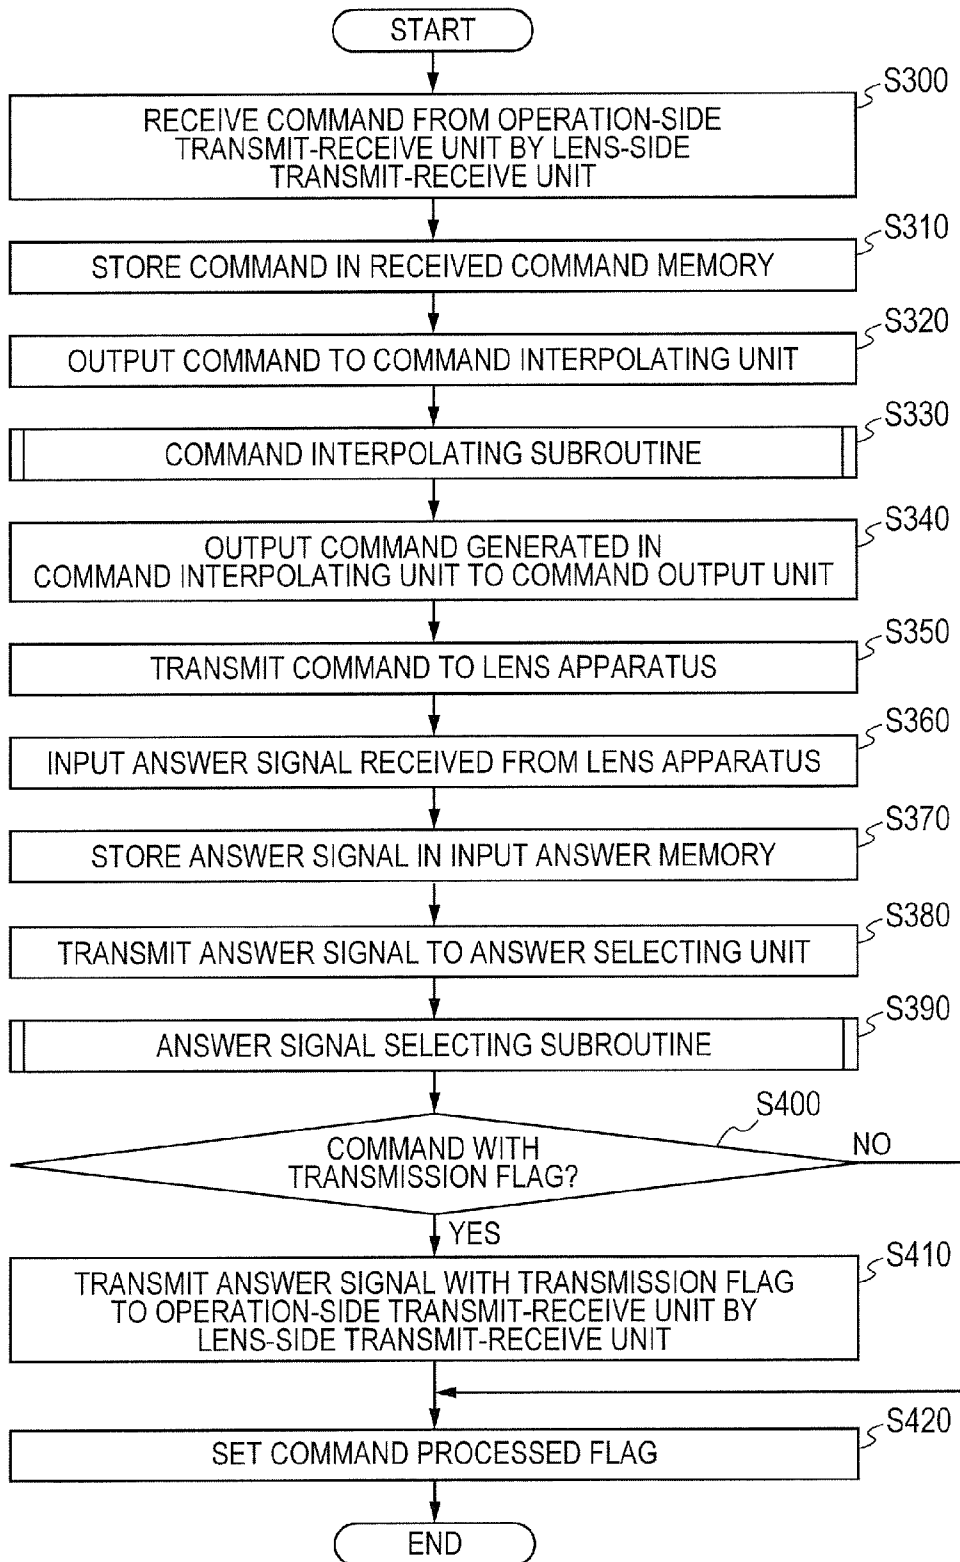 START
S300
RECEIVE COMMAND FROM OPERATION-SIDE
TRANSMIT-RECEIVE UNIT BY LENS-SIDE
TRANSMIT-RECEIVE UNIT
S310
STORE COMMAND IN RECEIVED COMMAND MEMORY
S320
OUTPUT COMMAND TO COMMAND INTERPOLATING UNIT
S330
COMMAND INTERPOLATING SUBROUTINE
S340
OUTPUT COMMAND GENERATED IN
COMMAND INTERPOLATING UNIT TO COMMAND OUTPUT UNIT
S350
TRANSMIT COMMAND TO LENS APPARATUS
S360
INPUT ANSWER SIGNAL RECEIVED FROM LENS APPARATUS
S370
STORE ANSWER SIGNAL IN INPUT ANSWER MEMORY
S380
TRANSMIT ANSWER SIGNAL TO ANSWER SELECTING UNIT
S390
ANSWER SIGNAL SELECTING SUBROUTINE
S400
COMMAND WITH
TRANSMISSION FLAG?
NO
YES
S410
TRANSMIT ANSWER SIGNAL WITH TRANSMISSION FLAG
TO OPERATION-SIDE TRANSMIT-RECEIVE UNIT BY
LENS-SIDE TRANSMIT-RECEIVE UNIT
S420
SET COMMAND PROCESSED FLAG
END